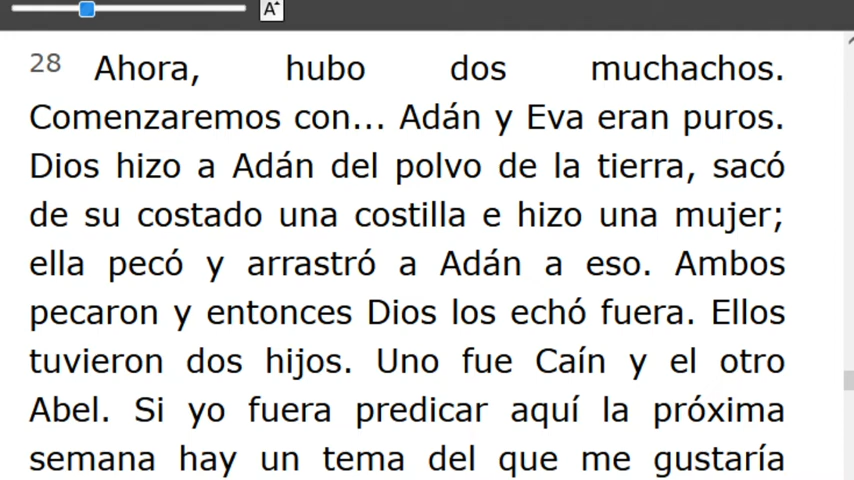 A
28 Ahora, hubo dos muchachos.
Comenzaremos con... Adán y Eva eran puros.
Dios hizo a Adán del polvo de la tierra, sacó
de su costado una costilla e hizo una mujer;
ella pecó y arrastró a Adán a eso. Ambos
pecaron y entonces Dios los echó fuera. Ellos
tuvieron dos hijos. Uno fue Caín y el otro
Abel. Si yo fuera predicar aquí la próxima
semana hay un tema del que me gustaría